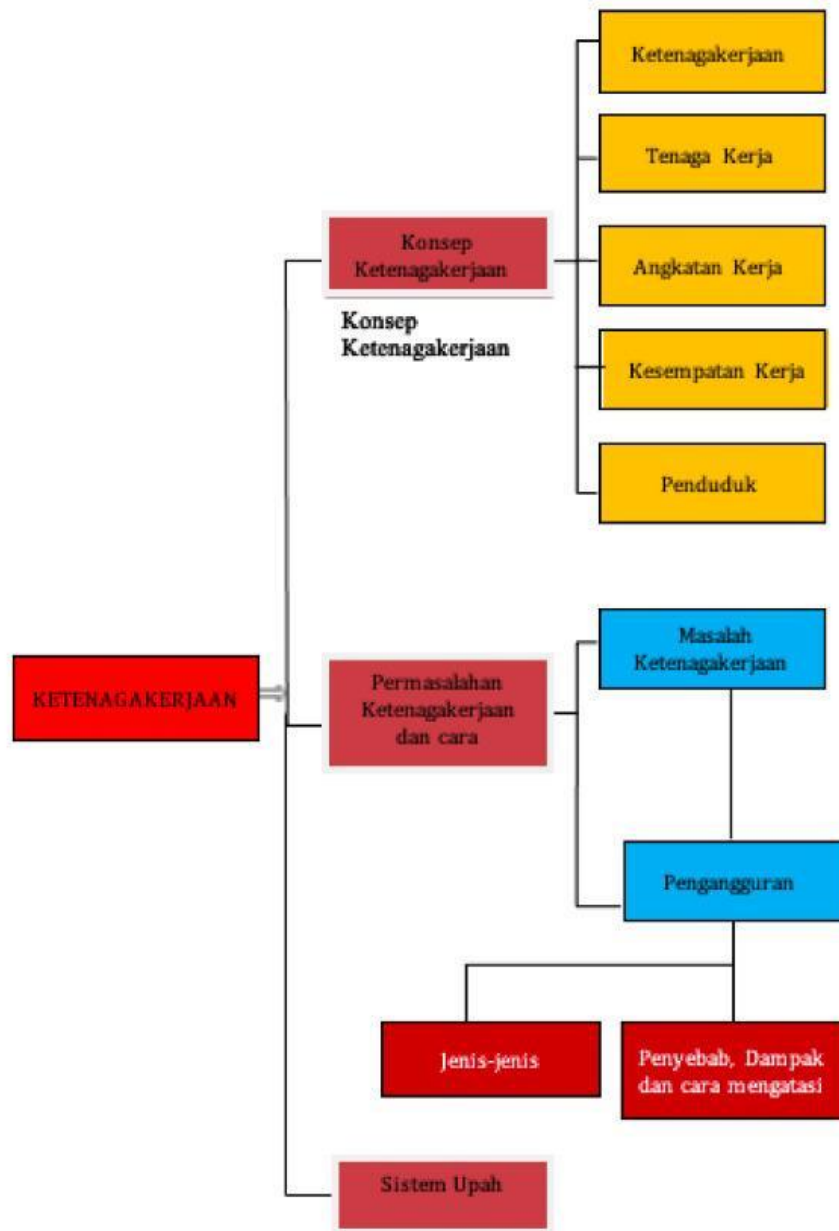 Ketenagakerjaan
Tenaga Kerja
Konsep
Ketenagakerjaan
Angkatan Kerja
Konsep
Ketenagakerjaan
Kesempatan Kerja
Penduduk
Masalah
Ketenagakerjaan
KETENAGAKERJAAN
Permasalahan
Ketenagakerjaan
dan cara
Pengangguran
Jenis-jenis
Penyebab, Dampak
dan cara mengatasi
Sistem Upah